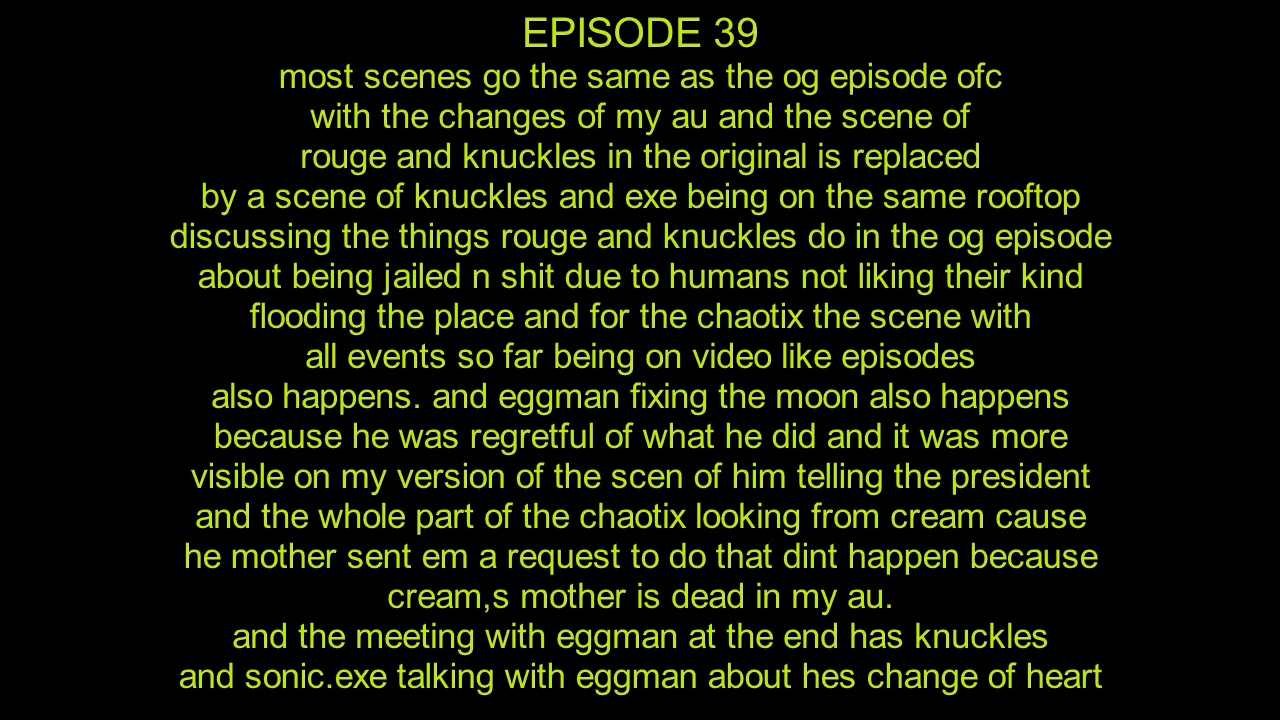 EPISODE 39
most scenes go the same as the og episode ofc
with the changes of my au and the scene of
rouge and knuckles in the original is replaced
by a scene of knuckles and exe being on the same rooftop
discussing the things rouge and knuckles do in the og episode
about being jailed n shit due to humans not liking their kind
flooding the place and for the chaotix the scene with
all events so far being on video like episodes
also happens. and eggman fixing the moon also happens
because he was regretful of what he did and it was more
visible on my version of the scen of him telling the president
and the whole part of the chaotix looking from cream cause
he mother sent em a request to do that dint happen because
cream,s mother is dead in my au.
and the meeting with eggman at the end has knuckles
and sonic.exe talking with eggman about hes change of heart